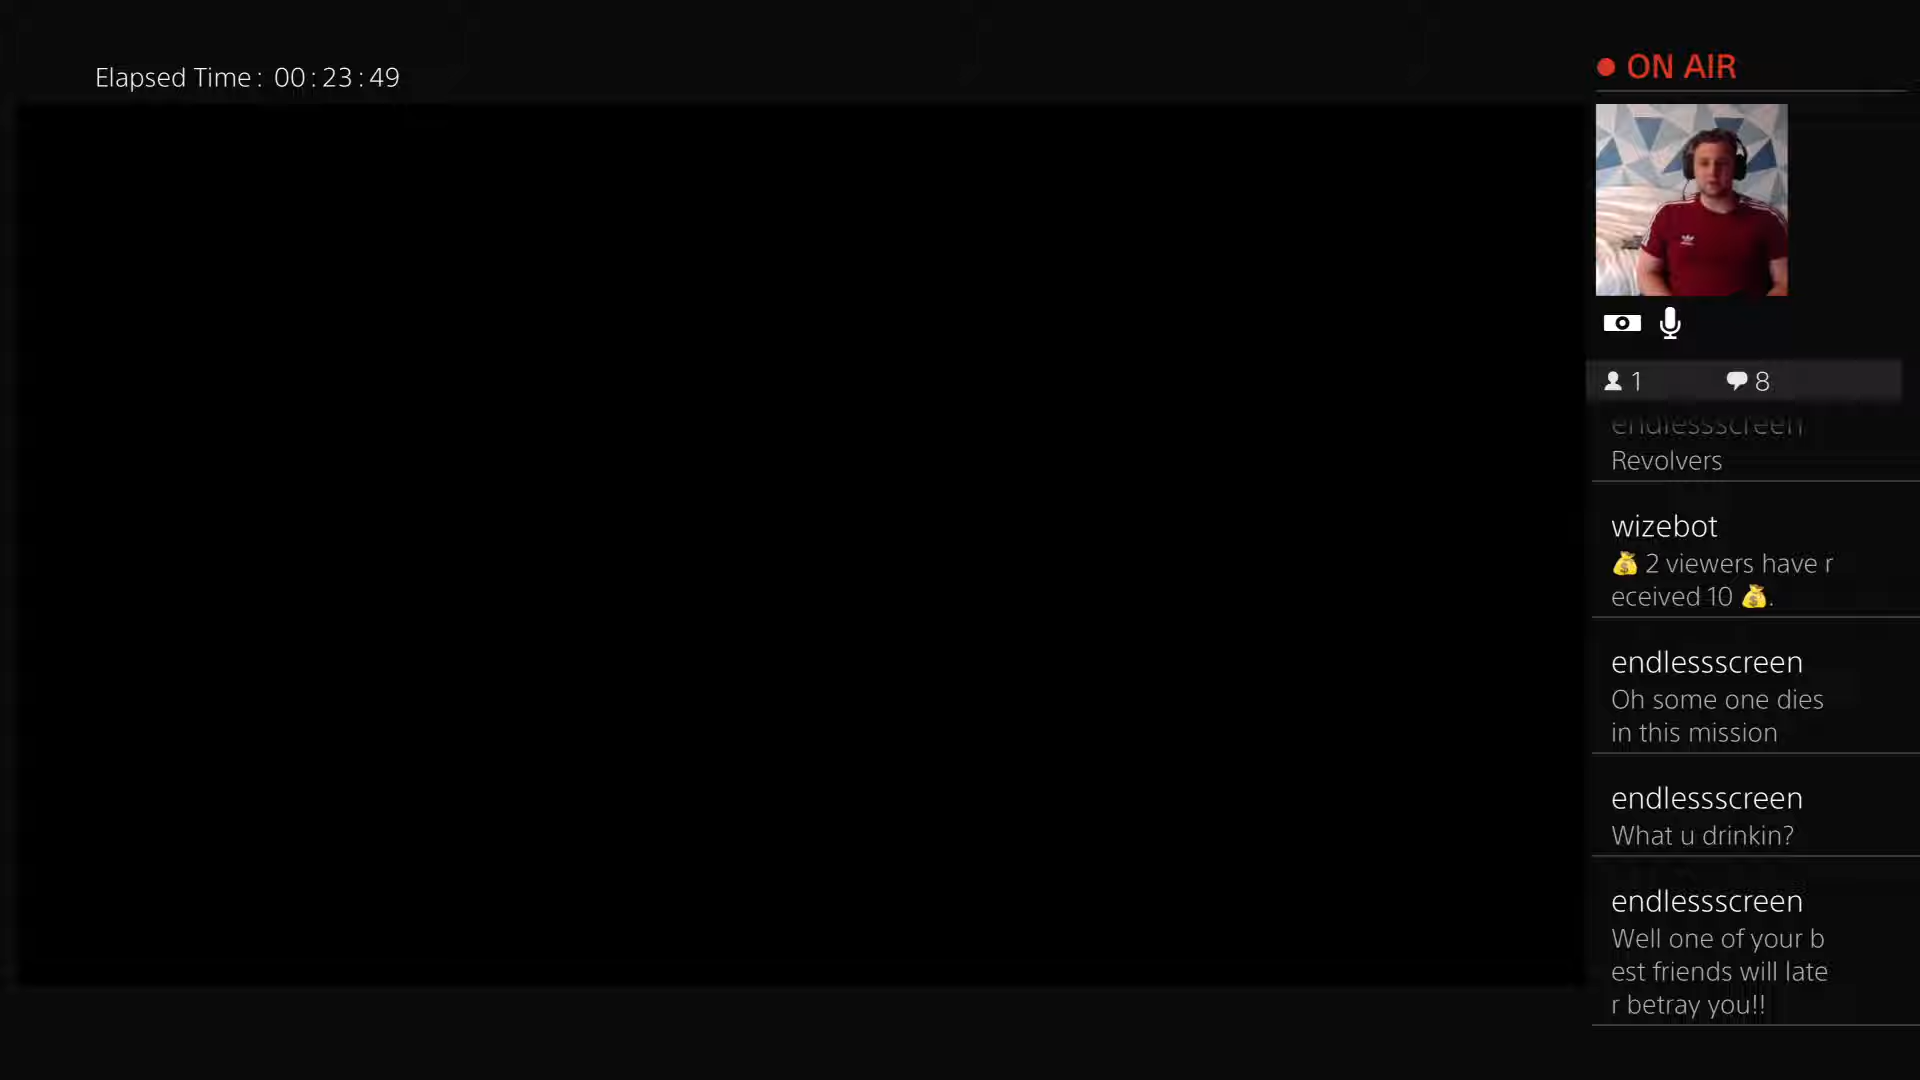 Elapsed Time: 00:23:49
ON AIR
1 8
endlessscreen
Revolvers
wizebot
💰 2 viewers have r
eceived 10 💰.
endlessscreen
Oh some one dies
in this mission
endlessscreen
What u drinkin?
endlessscreen
Well one of your b
est friends will late
r betray you!!